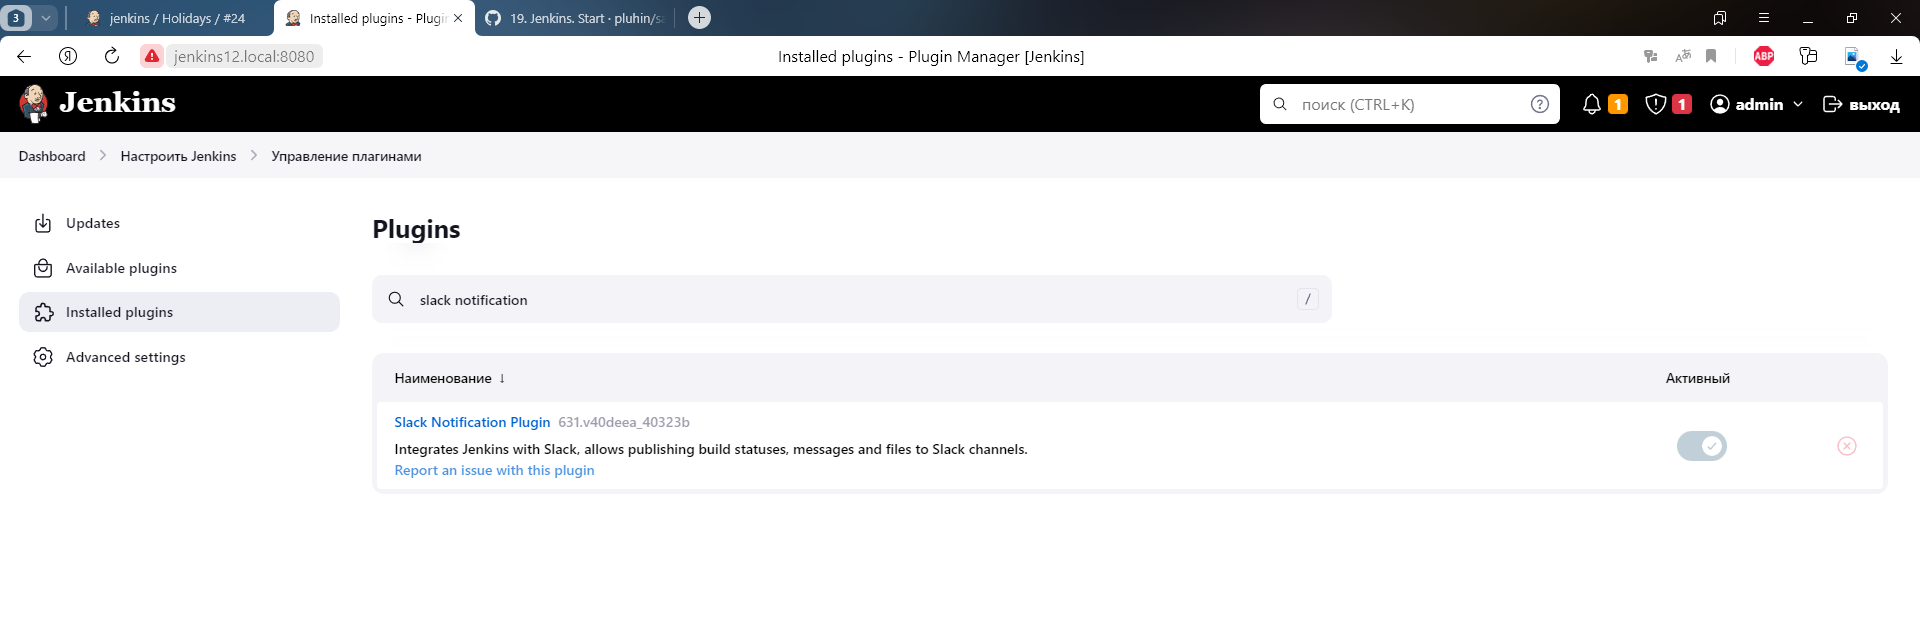 3
jenkins / Holidays / #24
Installed plugins - Plugi
19. Jenkins. Start · pluhin/sa
Я
jenkins12.local:8080
Installed plugins - Plugin Manager [Jenkins]
ABP
Jenkins
поиск (CTRL+K)
?
1
1
admin
выход
Dashboard
Настроить Jenkins
Управление плагинами
Updates
Available plugins
Installed plugins
Advanced settings
Plugins
slack notification
/
Наименование ↓
Активный
Slack Notification Plugin 631.v40deea_40323b
Integrates Jenkins with Slack, allows publishing build statuses, messages and files to Slack channels.
Report an issue with this plugin